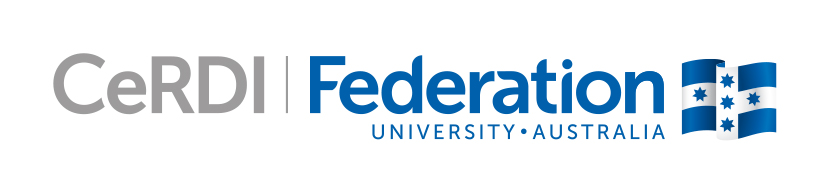 CeRDI | Federation
UNIVERSITY • AUSTRALIA